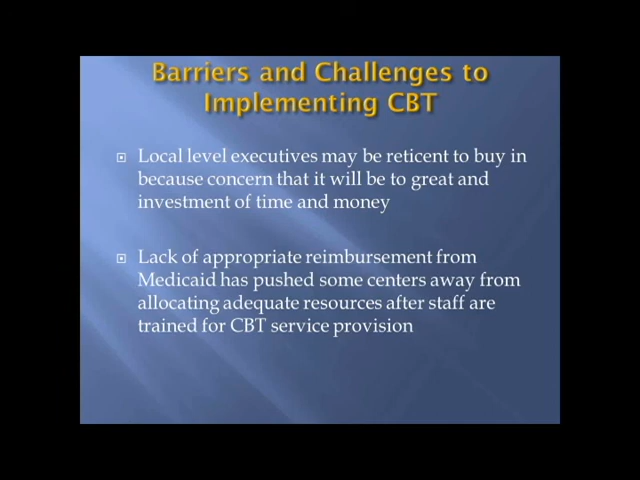 Barriers and Challenges to
Implementing CBT
Local level executives may be reticent to buy in
because concern that it will be to great and
investment of time and money
Lack of appropriate reimbursement from
Medicaid has pushed some centers away from
allocating adequate resources after staff are
trained for CBT service provision